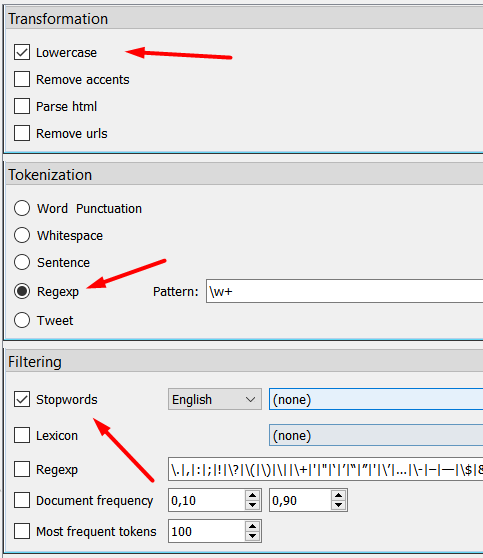 Transformation
Lowercase
Remove accents
Parse html
Remove urls
Tokenization
Word Punctuation
Whitespace
Sentence
Regexp Pattern: \w+
Tweet
Filtering
Stopwords English (none)
Lexicon (none)
Regexp \.|,|:|;|!|\?|\(|\)|\||\+|'|"|‘|’|“|”|'|\’|…|\-|–|—|\$|&
Document frequency 0,10 0,90
Most frequent tokens 100